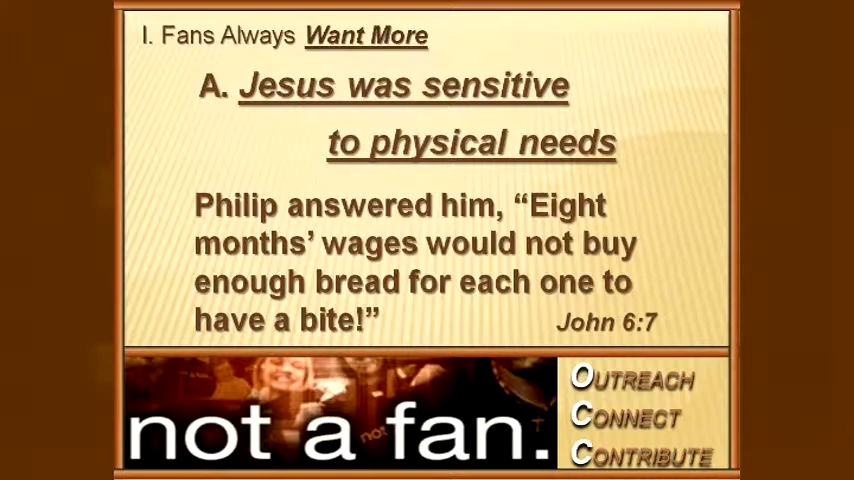 I. Fans Always Want More
A. Jesus was sensitive
to physical needs
Philip answered him, “Eight
months’ wages would not buy
enough bread for each one to
have a bite!” John 6:7
not a fan.
not
OUTREACH
CONNECT
CONTRIBUTE